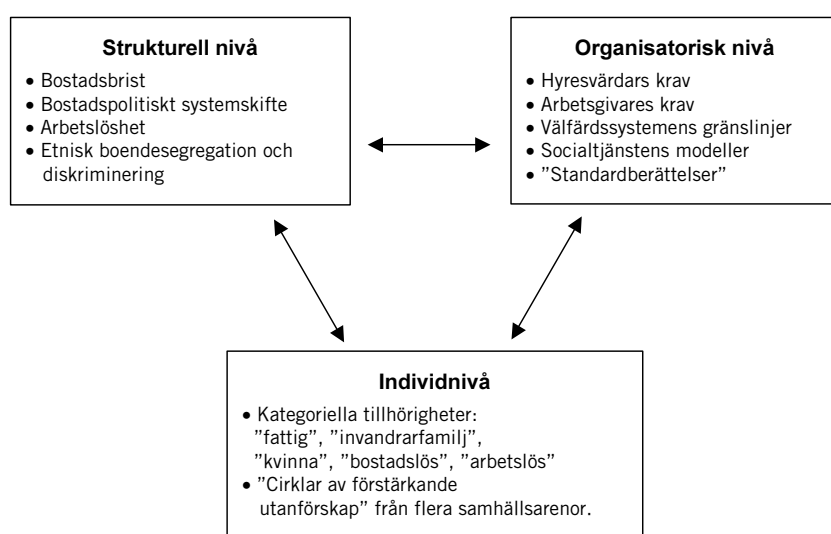 Strukturell nivå
• Bostadsbrist
• Bostadspolitiskt systemskifte
• Arbetslöshet
• Etnisk boendesegregation och
diskriminering
Organisatorisk nivå
• Hyresvärdars krav
• Arbetsgivares krav
• Välfärdssystemens gränslinjer
• Socialtjänstens modeller
• ”Standardberättelser”
Individnivå
• Kategoriella tillhörigheter:
”fattig”, ”invandrarfamilj”,
”kvinna”, ”bostadslös”, ”arbetslös”
• ”Cirklar av förstärkande
utanförskap” från flera samhällsarenor.